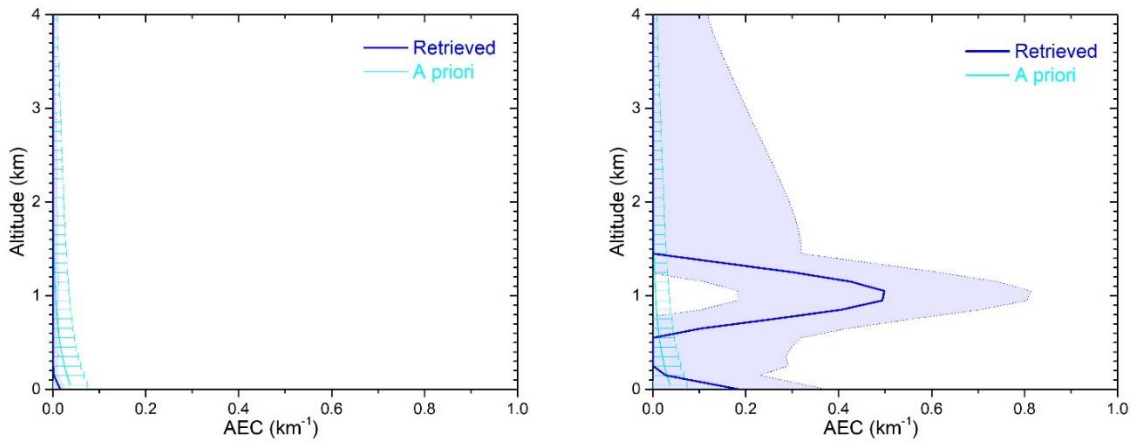 4
3
2
1
0
Altitude (km)
0.0 0.2 0.4 0.6 0.8 1.0
AEC (km⁻¹)
Retrieved
A priori
4
3
2
1
0
Altitude (km)
0.0 0.2 0.4 0.6 0.8 1.0
AEC (km⁻¹)
Retrieved
A priori